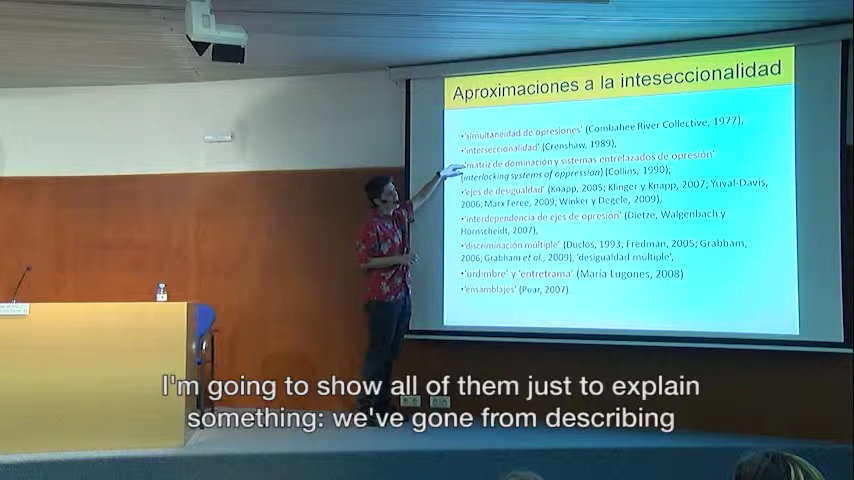 Aproximaciones a la inteseccionalidad
•'simultaneidad de opresiones' (Combahee River Collective, 1977),
•'interseccionalidad' (Crenshaw, 1989),
'matriz de dominación y sistemas entrelazados de opresión'
(interlocking systems of oppression) (Collins, 1990);
•'ejes de desigualdad' (Knapp, 2005; Klinger y Knapp, 2007; Yuval-Davis,
2006; Marx Feree, 2009; Winker y Degele, 2009),
•'interdependencia de ejes de opresión' (Dietze, Walgenbach y
Hornscheidt, 2007),
•'discriminación múltiple' (Duclos, 1993; Fredman, 2005; Grabham,
2006; Grabham et al., 2009), 'desigualdad múltiple',
•'urdimbre' y 'entretrama' (María Lugones, 2008)
•'ensamblajes' (Puar, 2007).
I'm going to show all of them just to explain
something: we've gone from describing